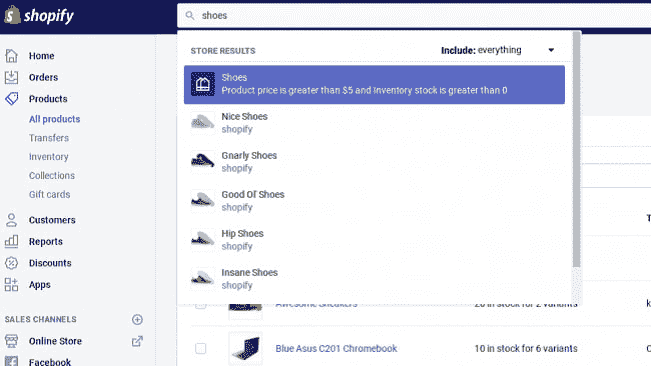 shopify
shoes
STORE RESULTS
Include: everything
Shoes
Product price is greater than $5 and Inventory stock is greater than 0
Nice Shoes
shopify
Gnarly Shoes
shopify
Good Ol' Shoes
shopify
Hip Shoes
shopify
Insane Shoes
shopify
Home
Orders
Products
All products
Transfers
Inventory
Collections
Gift cards
Customers
Reports
Discounts
Apps
SALES CHANNELS
Online Store
Facebook
Awesome Sneakers
20 in stock for 2 variants
Blue Asus C201 Chromebook
10 in stock for 6 variants